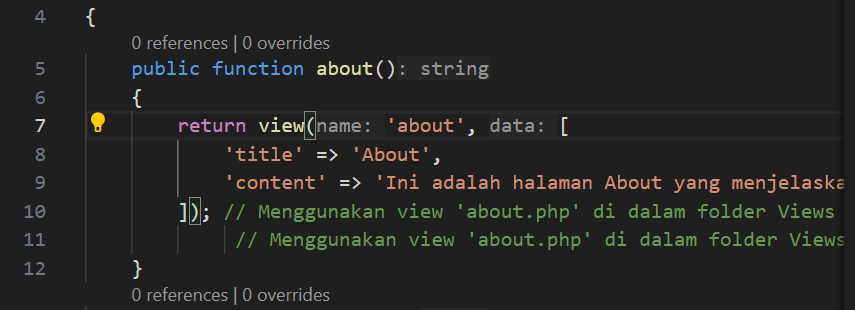 4 {
0 references | 0 overrides
5 public function about(): string
6 {
7 return view(name: 'about', data: [
8 'title' => 'About',
9 'content' => 'Ini adalah halaman About yang menjelaska
10 ]); // Menggunakan view 'about.php' di dalam folder Views
11 // Menggunakan view 'about.php' di dalam folder Views
12 }
0 references | 0 overrides